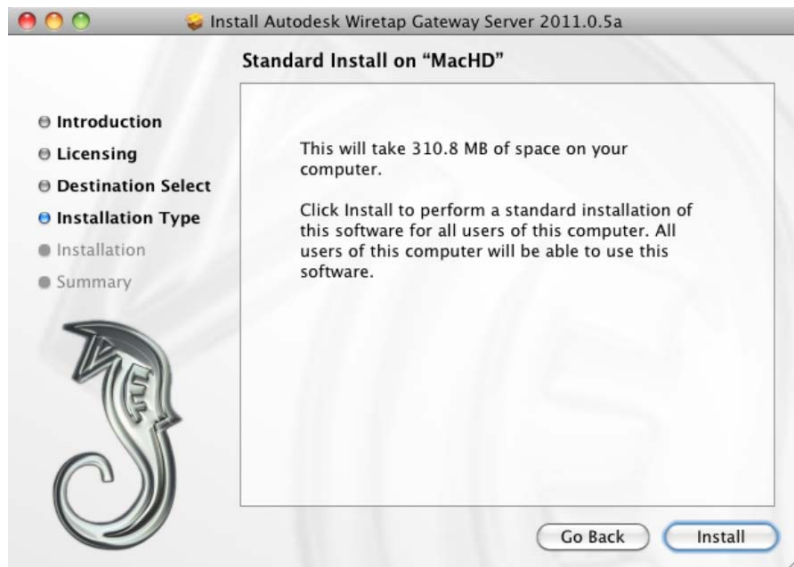 Install Autodesk Wiretap Gateway Server 2011.0.5a
Standard Install on “MacHD”
Introduction
Licensing
Destination Select
Installation Type
Installation
Summary
This will take 310.8 MB of space on your
computer.
Click Install to perform a standard installation of
this software for all users of this computer. All
users of this computer will be able to use this
software.
Go Back
Install